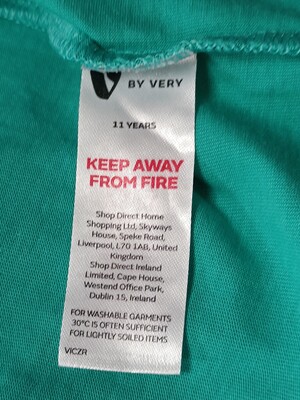 V BY VERY
11 YEARS
KEEP AWAY
FROM FIRE
Shop Direct Home
Shopping Ltd, Skyways
House, Speke Road,
Liverpool, L70 1AB, United
Kingdom
Shop Direct Ireland
Limited, Cape House,
Westend Office Park,
Dublin 15, Ireland
FOR WASHABLE GARMENTS
30°C IS OFTEN SUFFICIENT
FOR LIGHTLY SOILED ITEMS
VICZR